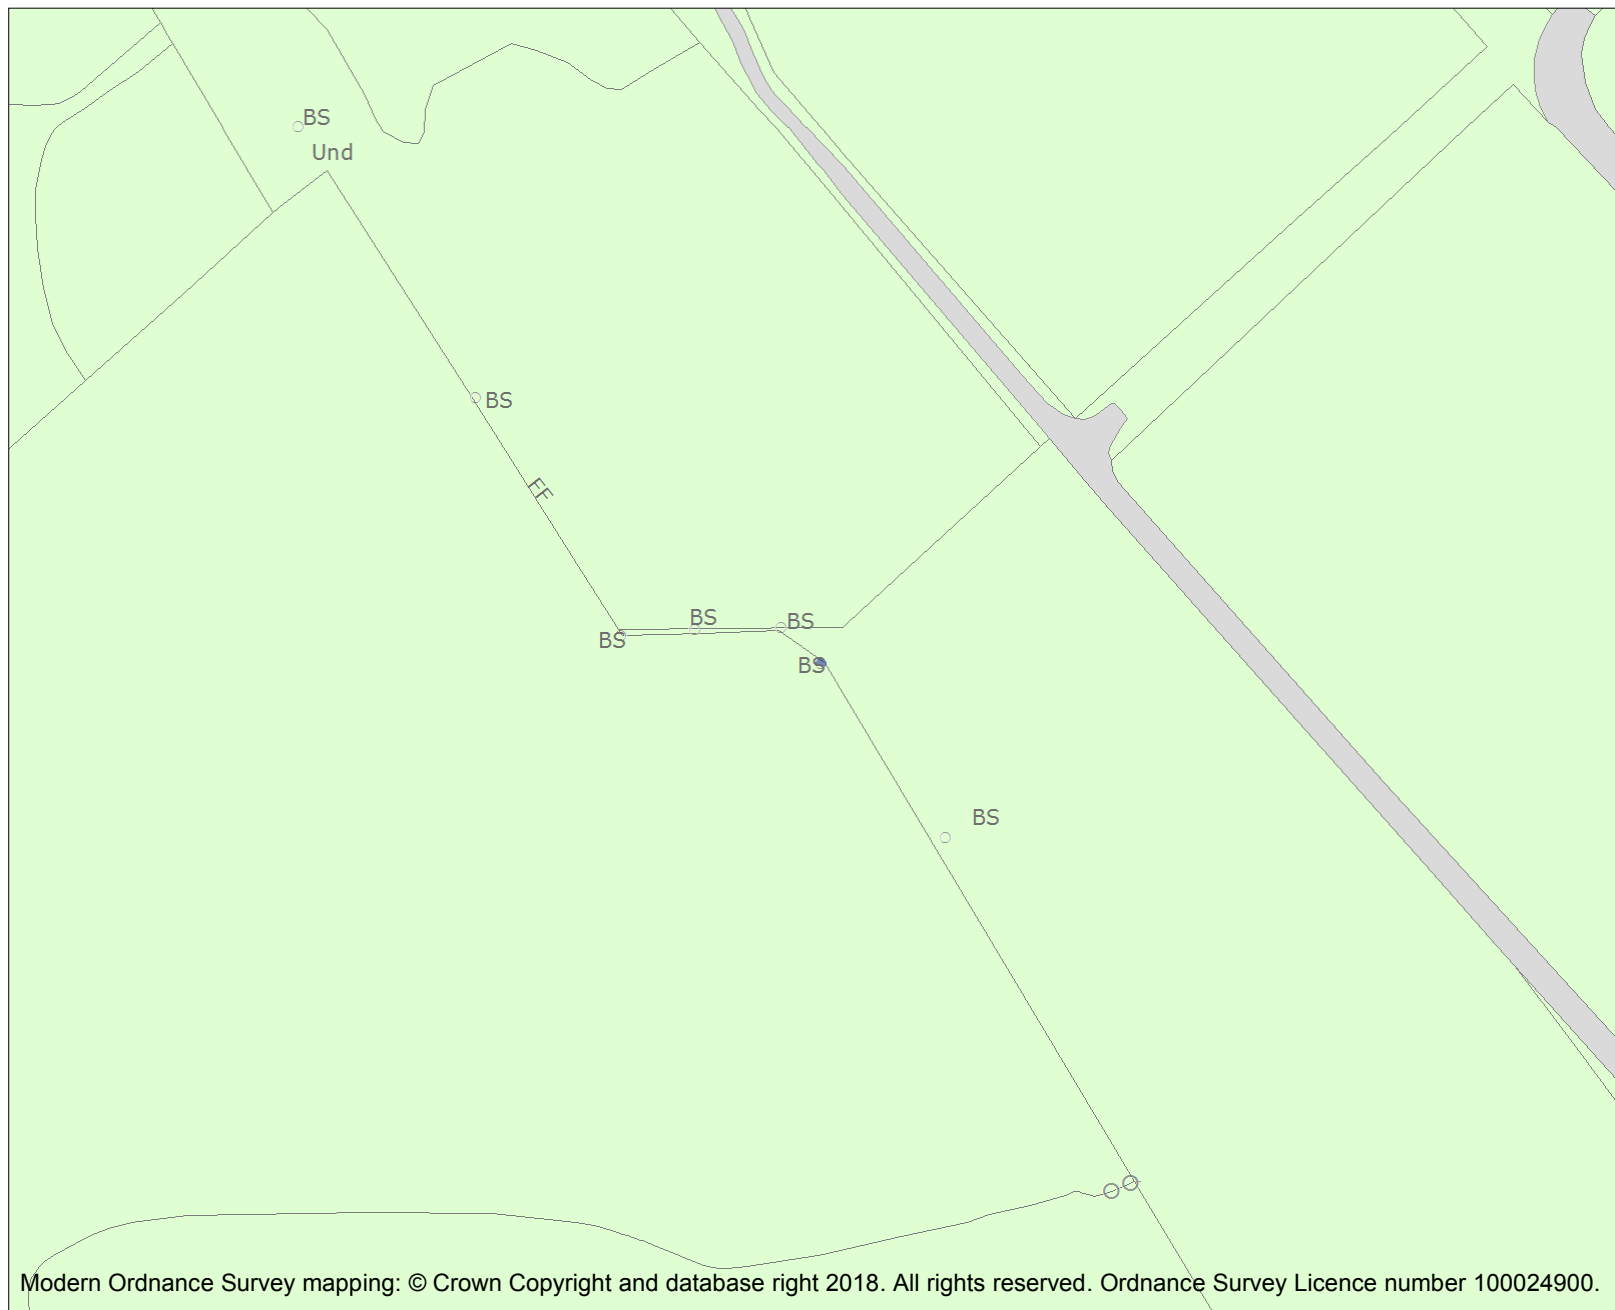 BS
Und
BS
FF
BS
BS
BS
BS
BS
Modern Ordnance Survey mapping: © Crown Copyright and database right 2018. All rights reserved. Ordnance Survey Licence number 100024900.